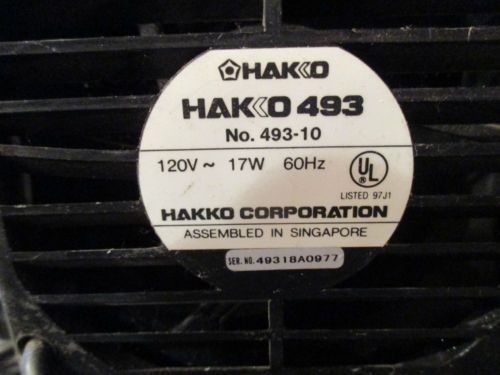 HAKKO
HAKKO 493
No. 493-10
120V ~ 17W 60Hz
UL
®
LISTED 97J1
HAKKO CORPORATION
ASSEMBLED IN SINGAPORE
SER. NO. 49318A0977